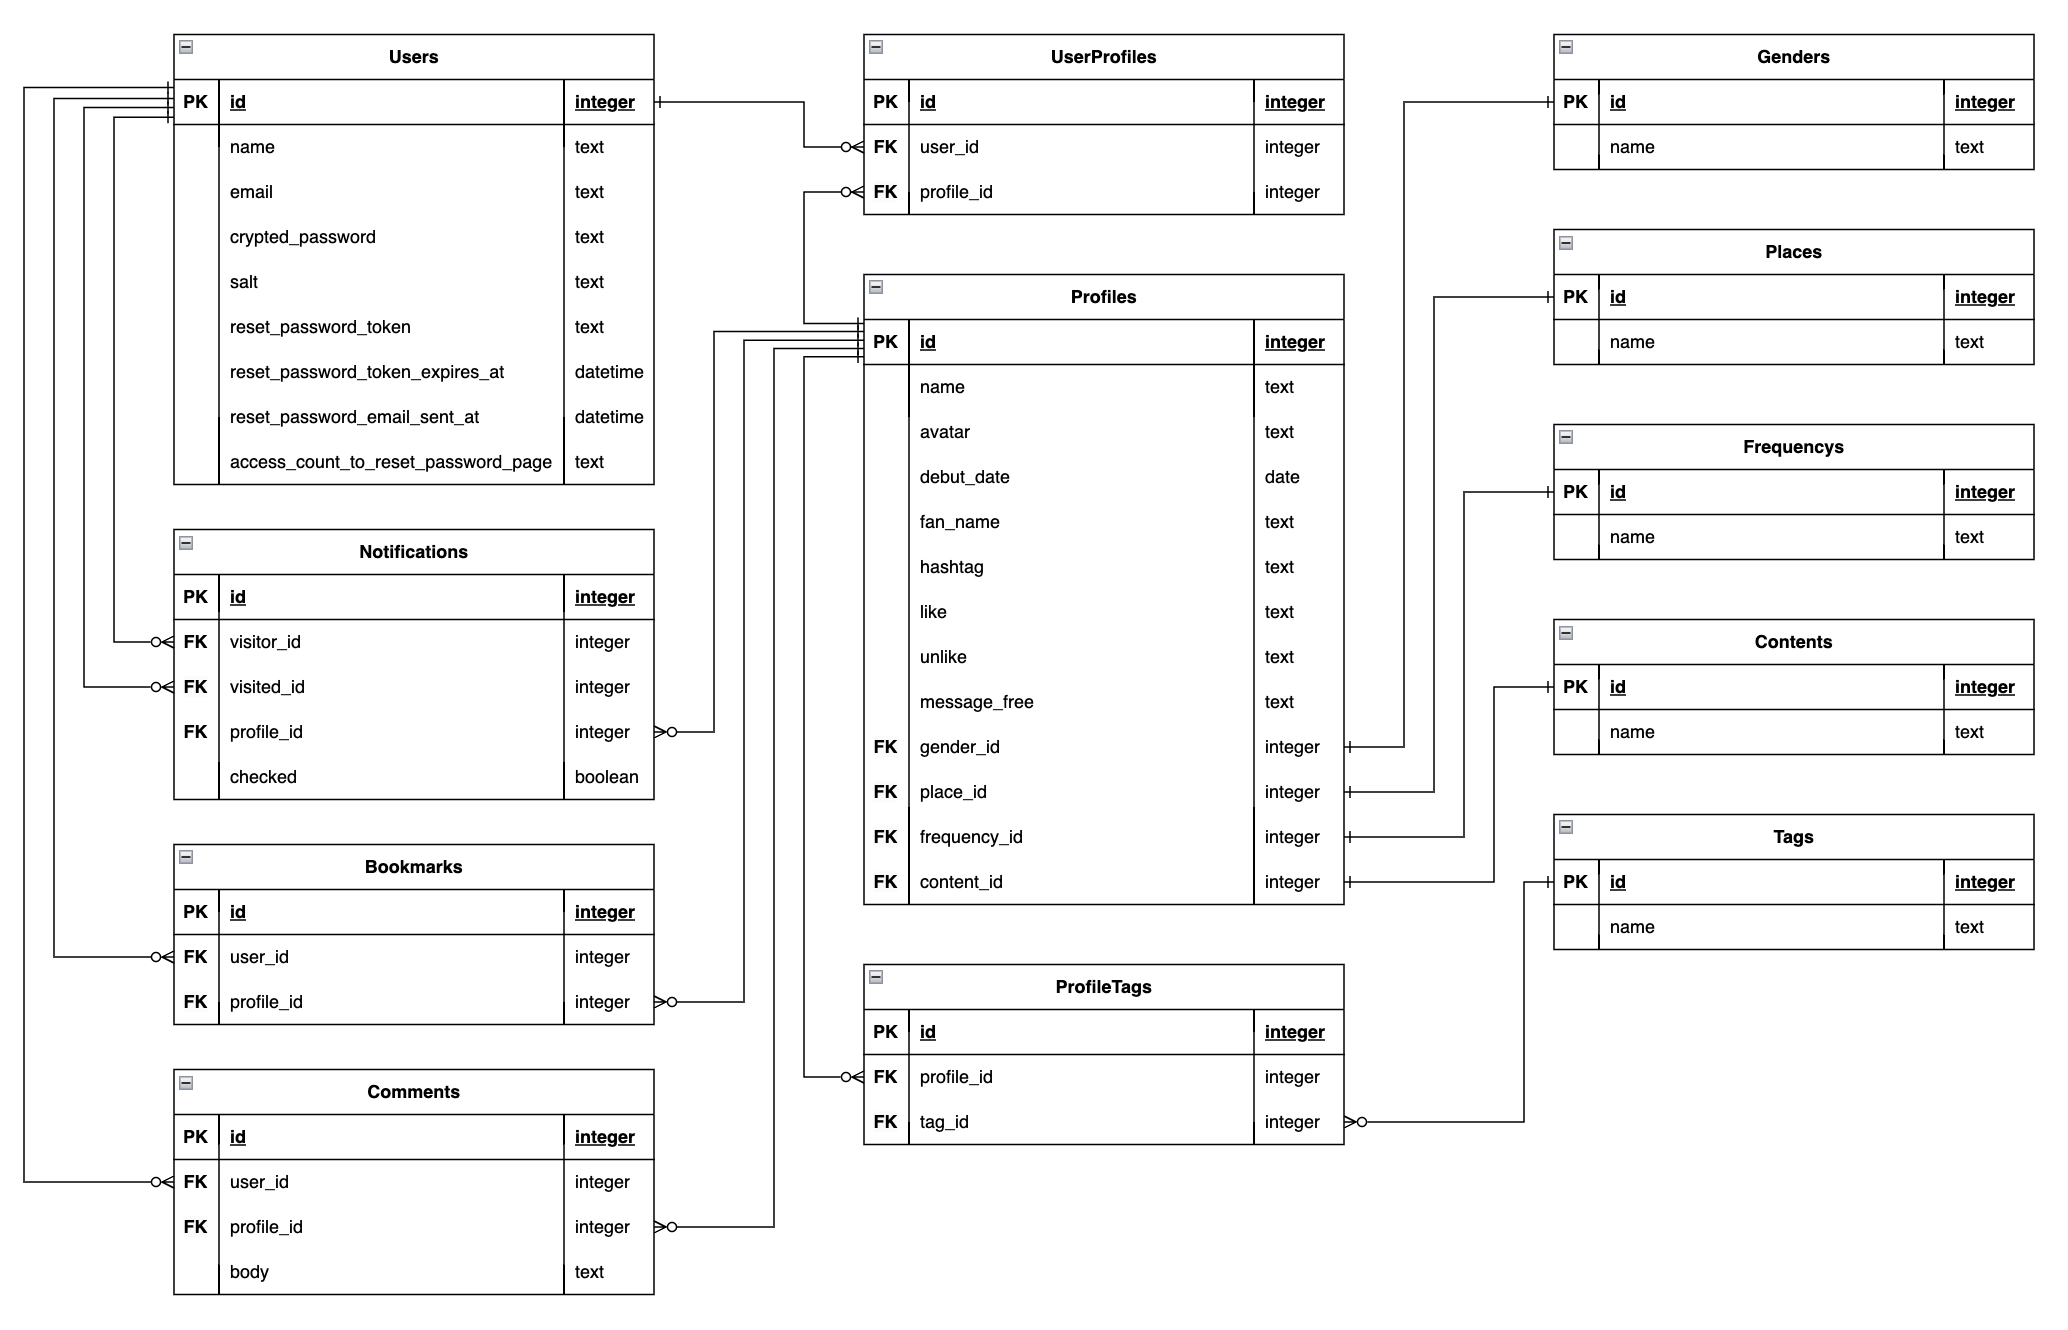 Users
PK id integer
name text
email text
crypted_password text
salt text
reset_password_token text
reset_password_token_expires_at datetime
reset_password_email_sent_at datetime
access_count_to_reset_password_page text
Notifications
PK id integer
FK visitor_id integer
FK visited_id integer
FK profile_id integer
checked boolean
Bookmarks
PK id integer
FK user_id integer
FK profile_id integer
Comments
PK id integer
FK user_id integer
FK profile_id integer
body text
UserProfiles
PK id integer
FK user_id integer
FK profile_id integer
Profiles
PK id integer
name text
avatar text
debut_date date
fan_name text
hashtag text
like text
unlike text
message_free text
FK gender_id integer
FK place_id integer
FK frequency_id integer
FK content_id integer
ProfileTags
PK id integer
FK profile_id integer
FK tag_id integer
Genders
PK id integer
name text
Places
PK id integer
name text
Frequencys
PK id integer
name text
Contents
PK id integer
name text
Tags
PK id integer
name text